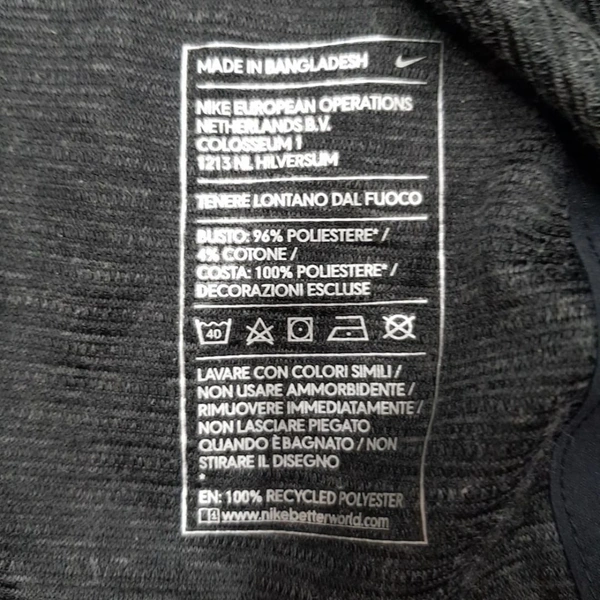 MADE IN BANGLADESH
NIKE EUROPEAN OPERATIONS
NETHERLANDS B.V.
COLOSSEUM 1
1213 NL HILVERSUM
TENERE LONTANO DAL FUOCO
BUSTO: 96% POLIESTERE* /
4% COTONE /
COSTA: 100% POLIESTERE* /
DECORAZIONI ESCLUSE
40
LAVARE CON COLORI SIMILI /
NON USARE AMMORBIDENTE /
RIMUOVERE IMMEDIATAMENTE /
NON LASCIARE PIEGATO
QUANDO È BAGNATO / NON
STIRARE IL DISEGNO
*
EN: 100% RECYCLED POLYESTER
www.nikebetterworld.com